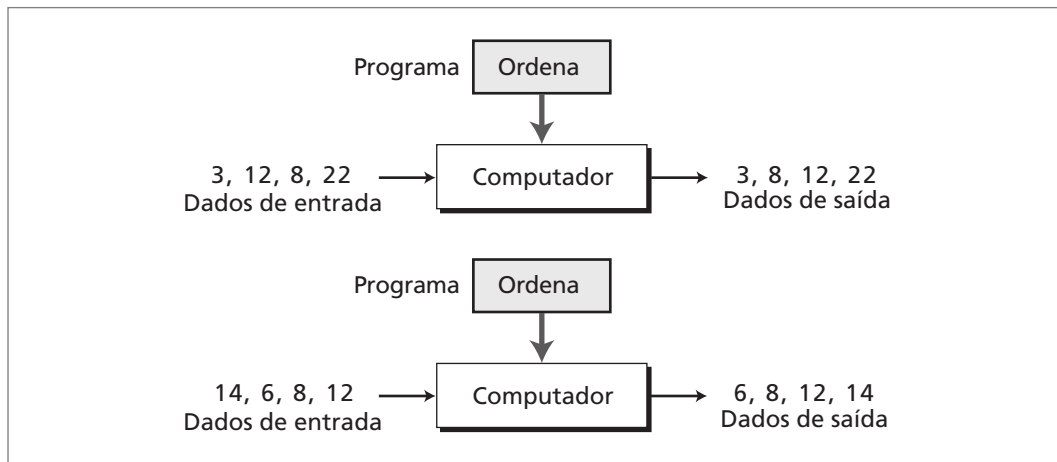 Programa Ordena
3, 12, 8, 22 Computador 3, 8, 12, 22
Dados de entrada Dados de saída
Programa Ordena
14, 6, 8, 12 Computador 6, 8, 12, 14
Dados de entrada Dados de saída